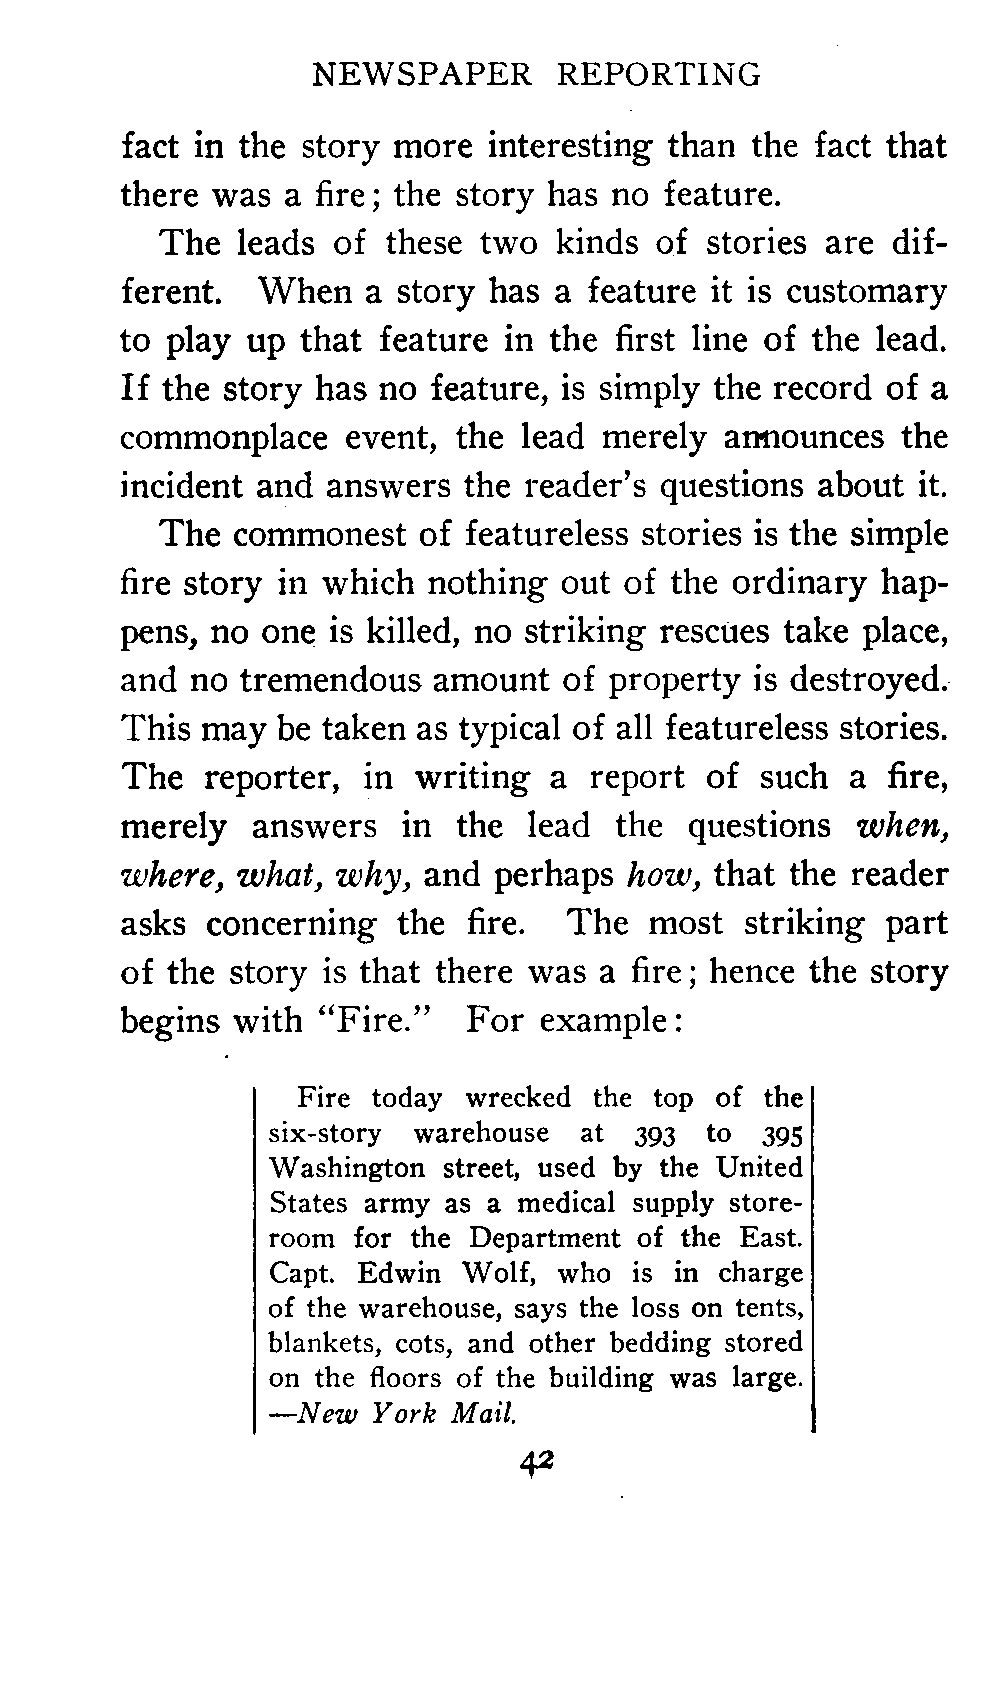 NEWSPAPER REPORTING
fact in the story more interesting than the fact that
there was a fire; the story has no feature.
The leads of these two kinds of stories are dif-
ferent. When a story has a feature it is customary
to play up that feature in the first line of the lead.
If the story has no feature, is simply the record of a
commonplace event, the lead merely announces the
incident and answers the reader's questions about it.
The commonest of featureless stories is the simple
fire story in which nothing out of the ordinary hap-
pens, no one is killed, no striking rescues take place,
and no tremendous amount of property is destroyed.
This may be taken as typical of all featureless stories.
The reporter, in writing a report of such a fire,
merely answers in the lead the questions when,
where, what, why, and perhaps how, that the reader
asks concerning the fire. The most striking part
of the story is that there was a fire; hence the story
begins with "Fire." For example:
Fire today wrecked the top of the
six-story warehouse at 393 to 395
Washington street, used by the United
States army as a medical supply store-
room for the Department of the East.
Capt. Edwin Wolf, who is in charge
of the warehouse, says the loss on tents,
blankets, cots, and other bedding stored
on the floors of the building was large.
—New York Mail.
42